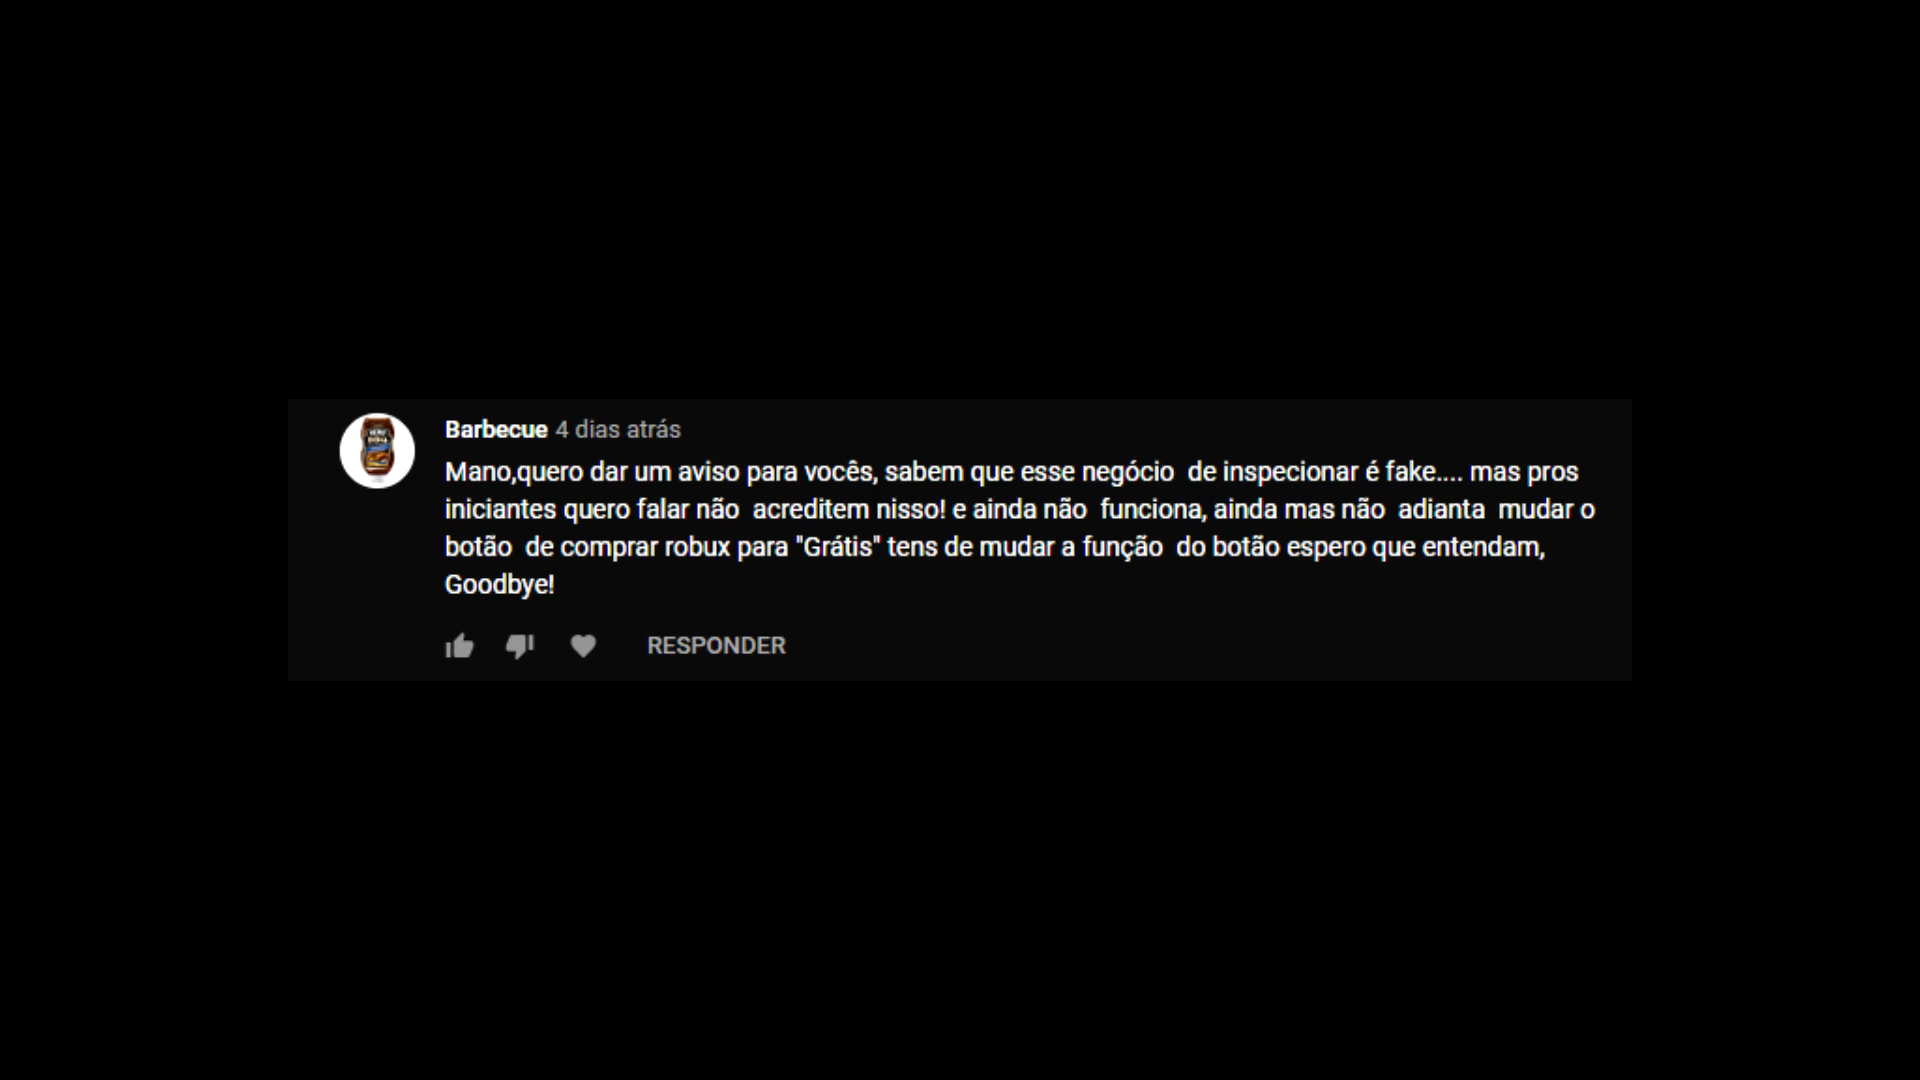 Barbecue 4 dias atrás
Mano,quero dar um aviso para vocês, sabem que esse negócio  de inspecionar é fake.... mas pros
iniciantes quero falar não  acreditem nisso! e ainda não  funciona, ainda mas não  adianta  mudar o
botão  de comprar robux para "Grátis" tens de mudar a função  do botão espero que entendam,
Goodbye!
RESPONDER